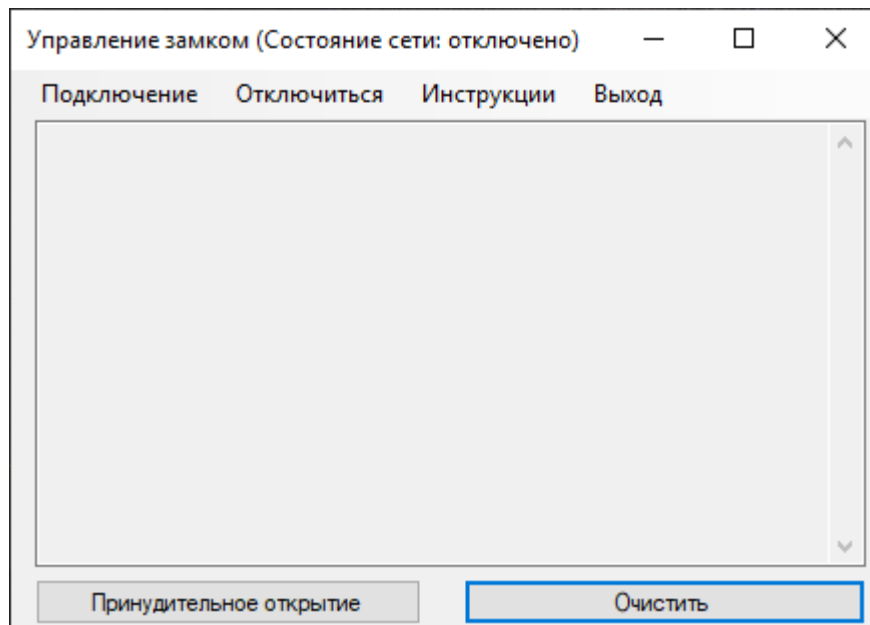 Управление замком (Состояние сети: отключено)
Подключение Отключиться Инструкции Выход
Принудительное открытие Очистить